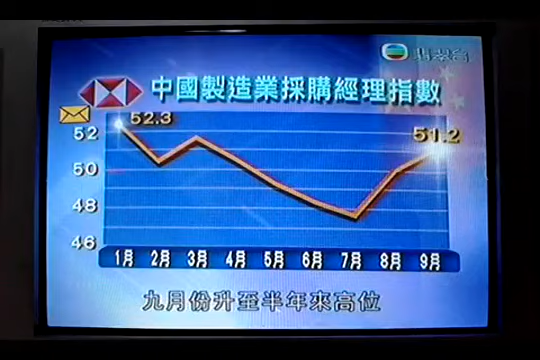 翡翠台
中國製造業採購經理指數
52.3
51.2
52
50
48
46
1月 2月 3月 4月 5月 6月 7月 8月 9月
九月份升至半年來高位